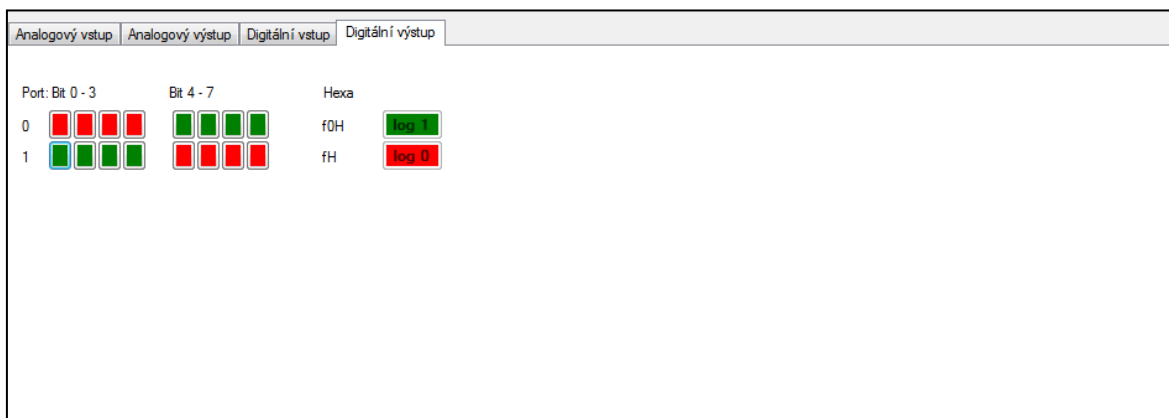 Analogový vstup Analogový výstup Digitální vstup Digitální výstup
Port: Bit 0 - 3 Bit 4 - 7 Hexa
0 f0H log 1
1 fH log 0